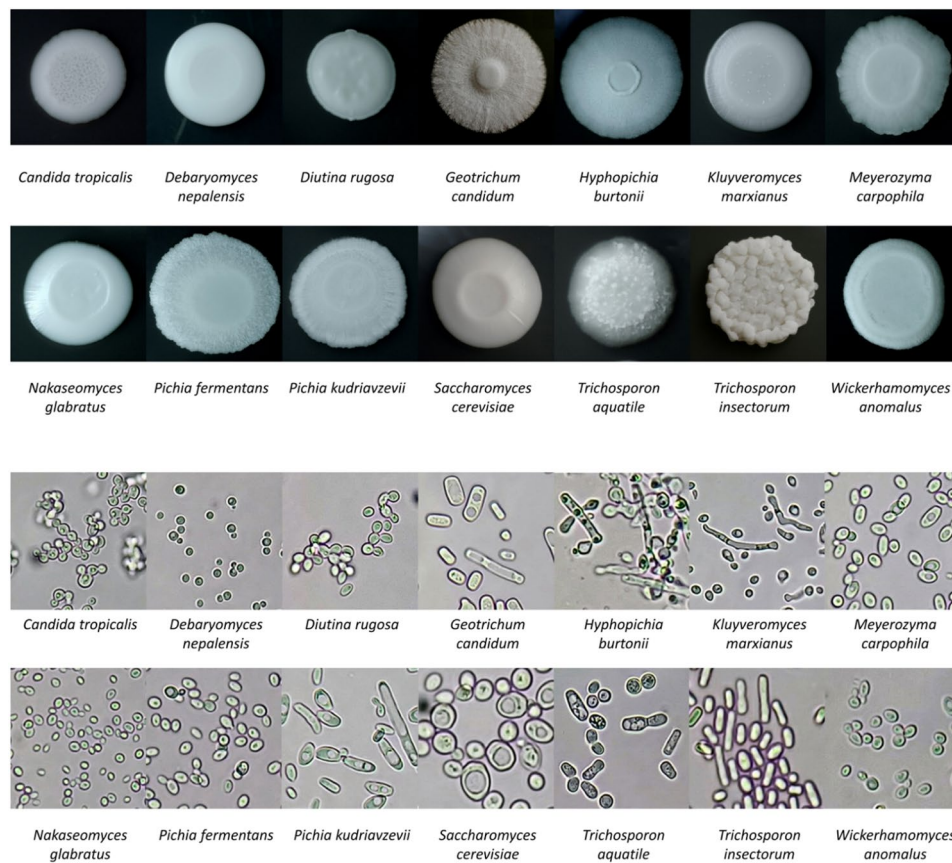 Candida tropicalis Debaryomyces Diutina rugosa Geotrichum Hyphopichia Kluyveromyces Meyerozyma
nepalensis candidum burtonii marxianus carpophila
Nakaseomyces Pichia fermentans Pichia kudriavzevii Saccharomyces Trichosporon Trichosporon Wickerhamomyces
glabratus cerevisiae aquatile insectorum anomalus
Candida tropicalis Debaryomyces Diutina rugosa Geotrichum Hyphopichia Kluyveromyces Meyerozyma
nepalensis candidum burtonii marxianus carpophila
Nakaseomyces Pichia fermentans Pichia kudriavzevii Saccharomyces Trichosporon Trichosporon Wickerhamomyces
glabratus cerevisiae aquatile insectorum anomalus